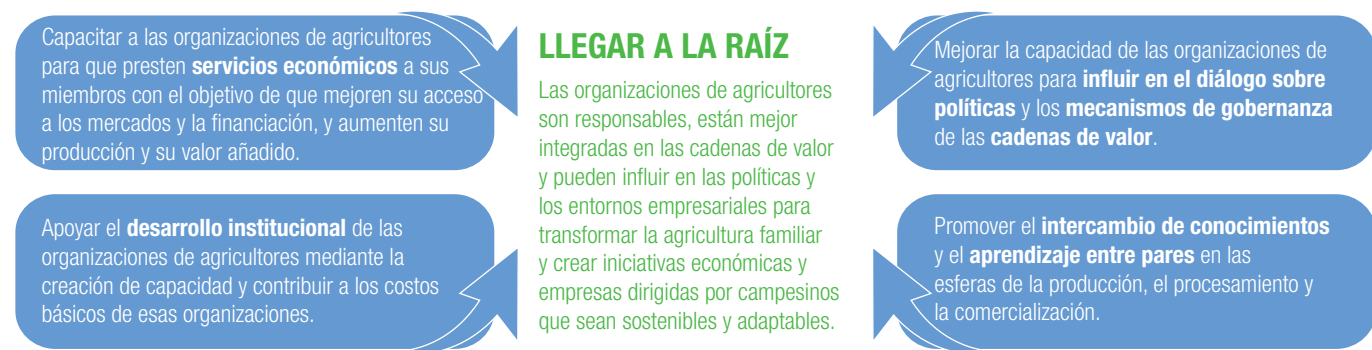 Capacitar a las organizaciones de agricultores
para que presten servicios económicos a sus
miembros con el objetivo de que mejoren su acceso
a los mercados y la financiación, y aumenten su
producción y su valor añadido.
Apoyar el desarrollo institucional de las
organizaciones de agricultores mediante la
creación de capacidad y contribuir a los costos
básicos de esas organizaciones.
LLEGAR A LA RAÍZ
Las organizaciones de agricultores
son responsables, están mejor
integradas en las cadenas de valor
y pueden influir en las políticas y
los entornos empresariales para
transformar la agricultura familiar
y crear iniciativas económicas y
empresas dirigidas por campesinos
que sean sostenibles y adaptables.
Mejorar la capacidad de las organizaciones de
agricultores para influir en el diálogo sobre
políticas y los mecanismos de gobernanza
de las cadenas de valor.
Promover el intercambio de conocimientos
y el aprendizaje entre pares en las
esferas de la producción, el procesamiento y
la comercialización.